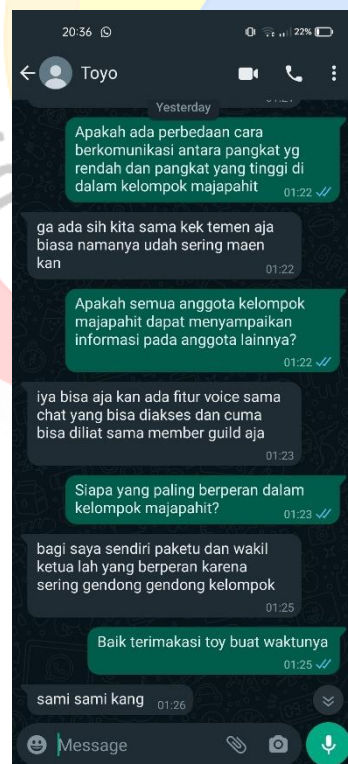 20:36
22%
Toyo
Yesterday
Apakah ada perbedaan cara
berkomunikasi antara pangkat yg
rendah dan pangkat yang tinggi di
dalam kelompok majapahit
01:22
ga ada sih kita sama kek temen aja
biasa namanya udah sering maen
kan
01:22
Apakah semua anggota kelompok
majapahit dapat menyampaikan
informasi pada anggota lainnya?
01:22
iya bisa aja kan ada fitur voice sama
chat yang bisa diakses dan cuma
bisa diliat sama member guild aja
01:23
Siapa yang paling berperan dalam
kelompok majapahit?
01:23
bagi saya sendiri paketu dan wakil
ketua lah yang berperan karena
sering gendong gendong kelompok
01:25
Baik terimakasi toy buat waktunya
01:25
sami sami kang
01:26
Message